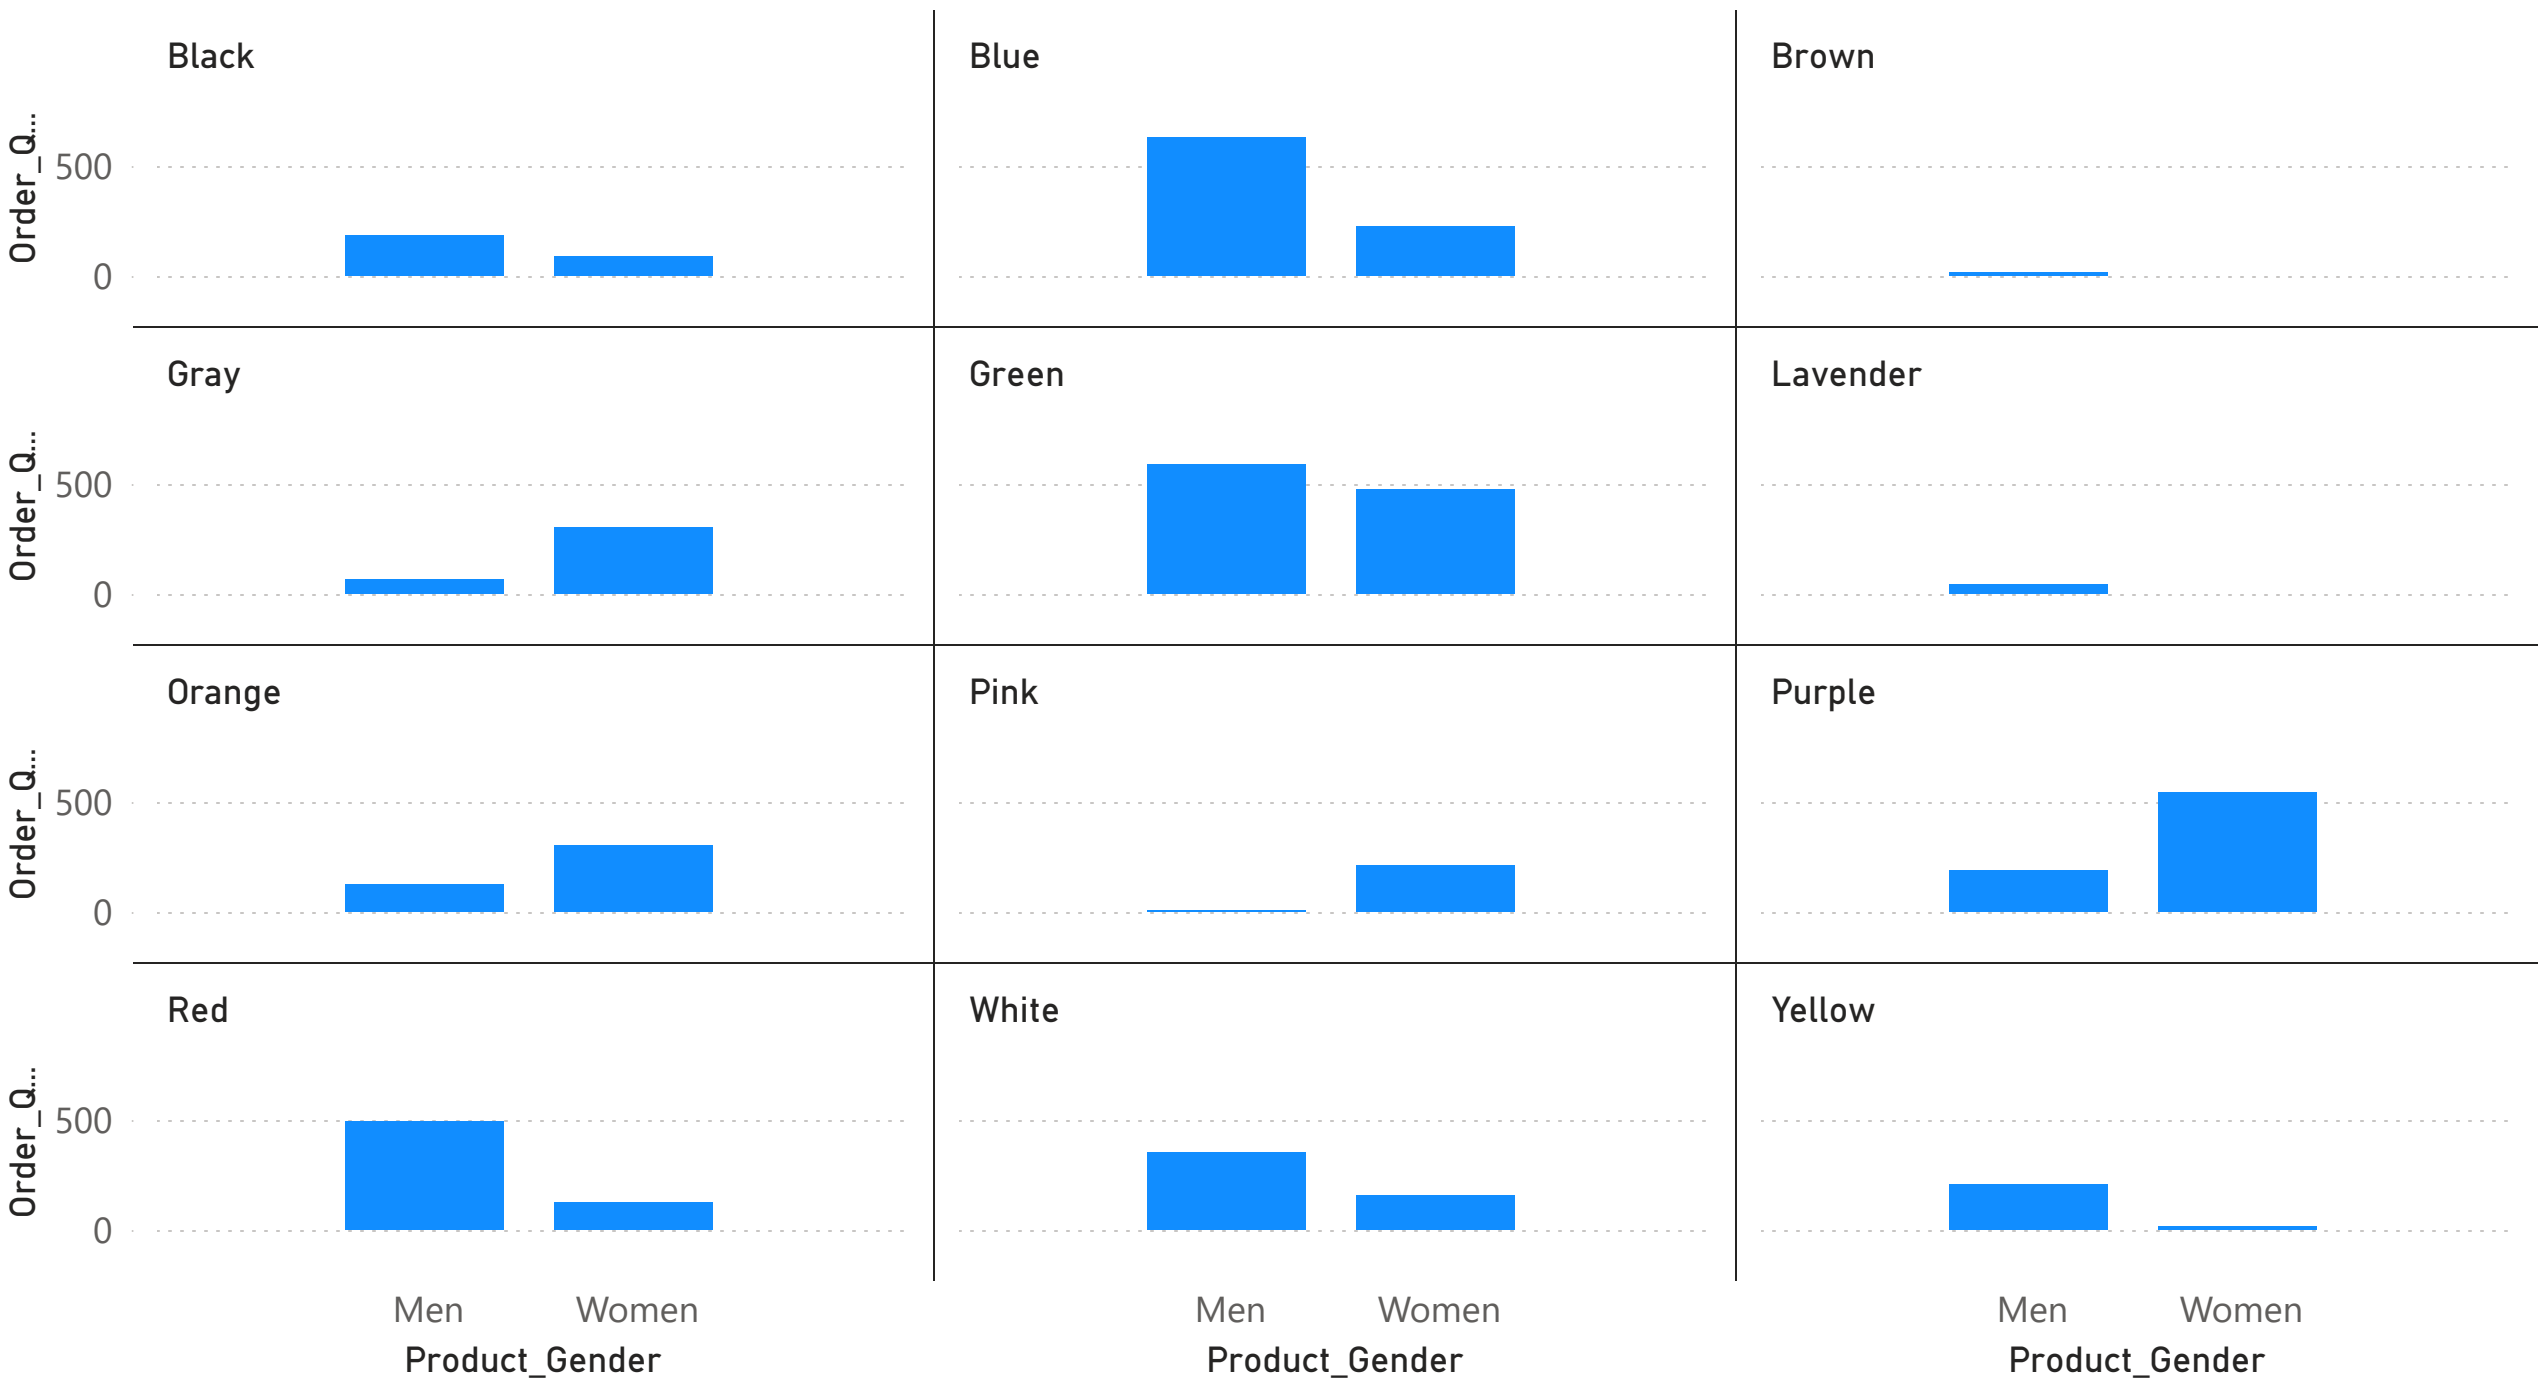 Black
Blue
Brown
Order_Q...
500
0
Gray
Green
Lavender
Order_Q...
500
0
Orange
Pink
Purple
Order_Q...
500
0
Red
White
Yellow
Order_Q...
500
0
Men Women
Product_Gender
Men Women
Product_Gender
Men Women
Product_Gender